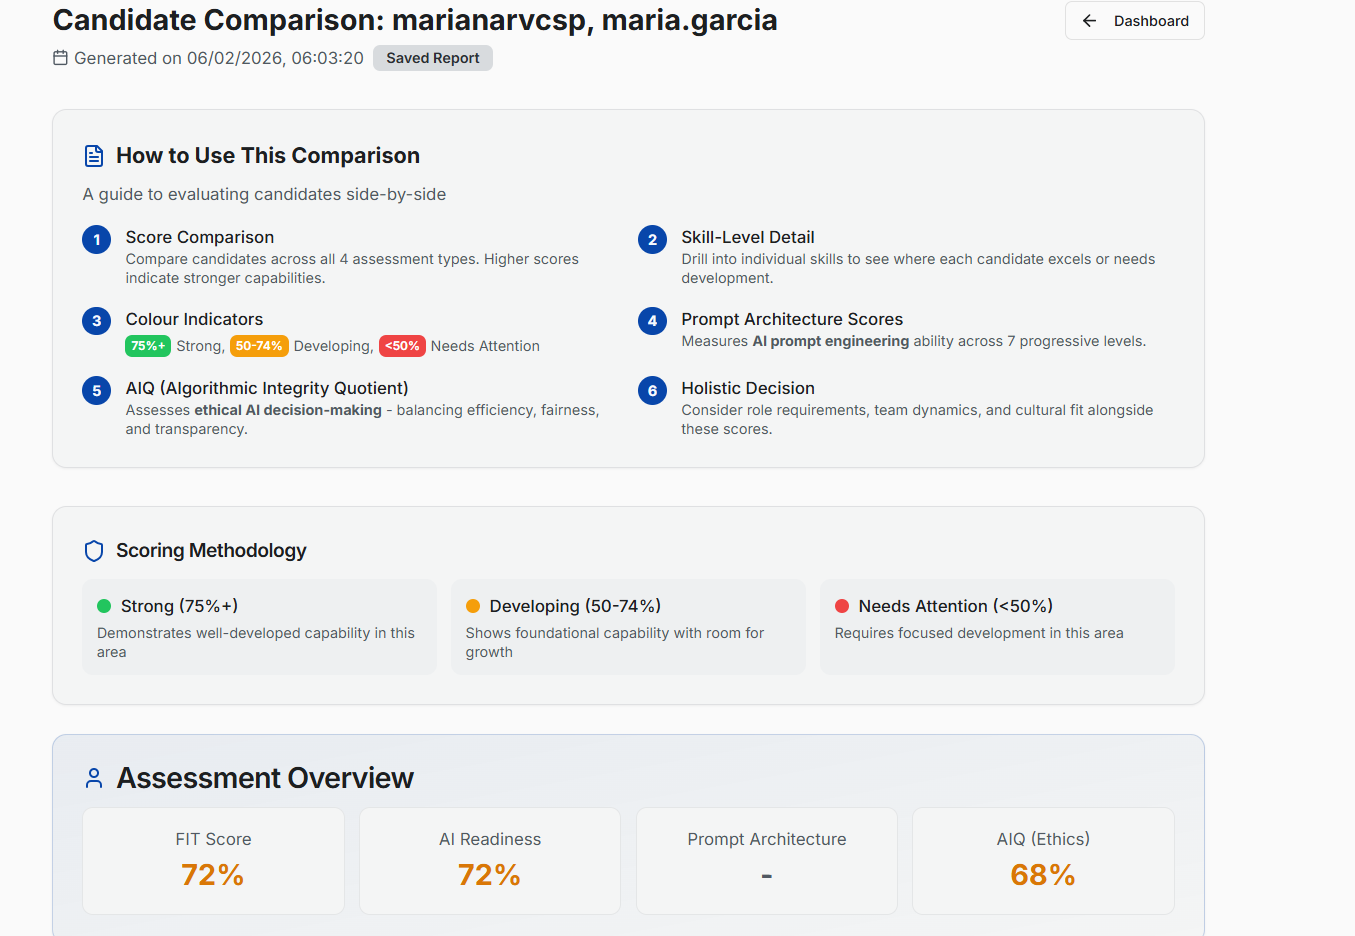 Candidate Comparison: marianarvcsp, maria.garcia
Dashboard
Generated on 06/02/2026, 06:03:20
Saved Report
How to Use This Comparison
A guide to evaluating candidates side-by-side
1
Score Comparison
Compare candidates across all 4 assessment types. Higher scores
indicate stronger capabilities.
2
Skill-Level Detail
Drill into individual skills to see where each candidate excels or needs
development.
3
Colour Indicators
75%+ Strong, 50-74% Developing, <50% Needs Attention
4
Prompt Architecture Scores
Measures AI prompt engineering ability across 7 progressive levels.
5
AIQ (Algorithmic Integrity Quotient)
Assesses ethical AI decision-making - balancing efficiency, fairness,
and transparency.
6
Holistic Decision
Consider role requirements, team dynamics, and cultural fit alongside
these scores.
Scoring Methodology
Strong (75%+)
Demonstrates well-developed capability in this
area
Developing (50-74%)
Shows foundational capability with room for
growth
Needs Attention (<50%)
Requires focused development in this area
Assessment Overview
FIT Score
72%
AI Readiness
72%
Prompt Architecture
-
AIQ (Ethics)
68%